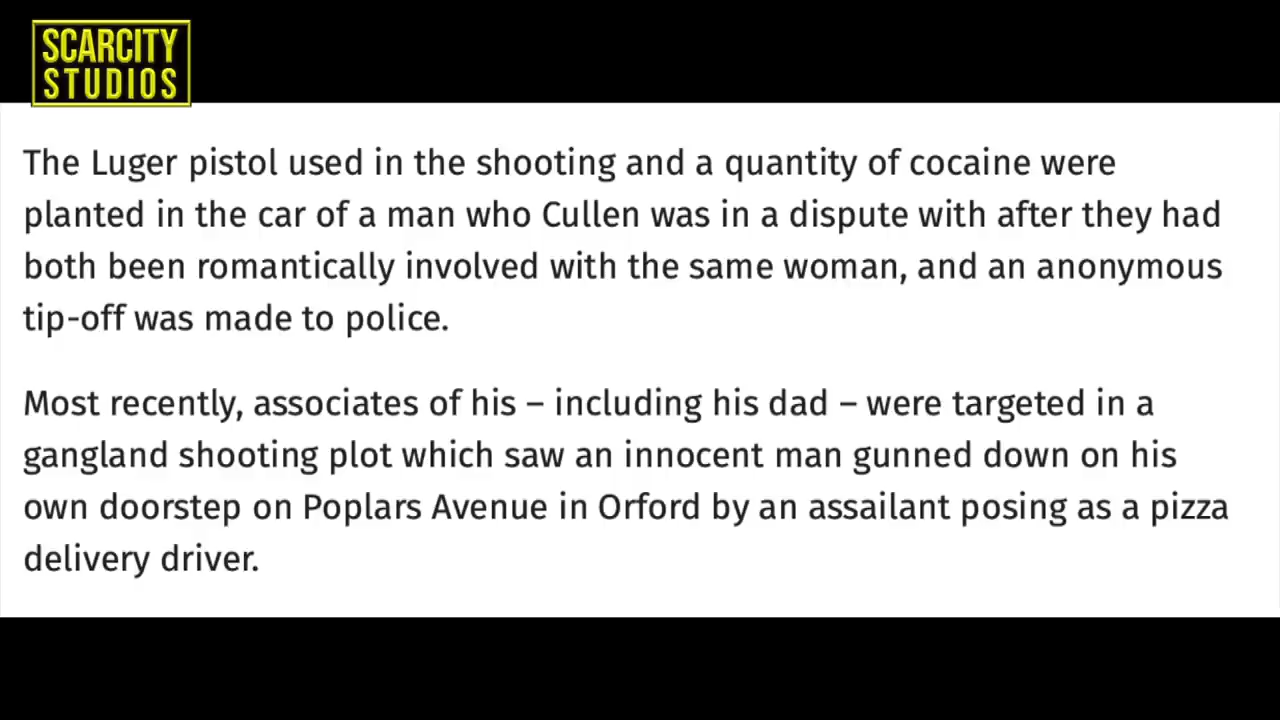 SCARCITY
STUDIOS
The Luger pistol used in the shooting and a quantity of cocaine were
planted in the car of a man who Cullen was in a dispute with after they had
both been romantically involved with the same woman, and an anonymous
tip-off was made to police.
Most recently, associates of his – including his dad – were targeted in a
gangland shooting plot which saw an innocent man gunned down on his
own doorstep on Poplars Avenue in Orford by an assailant posing as a pizza
delivery driver.